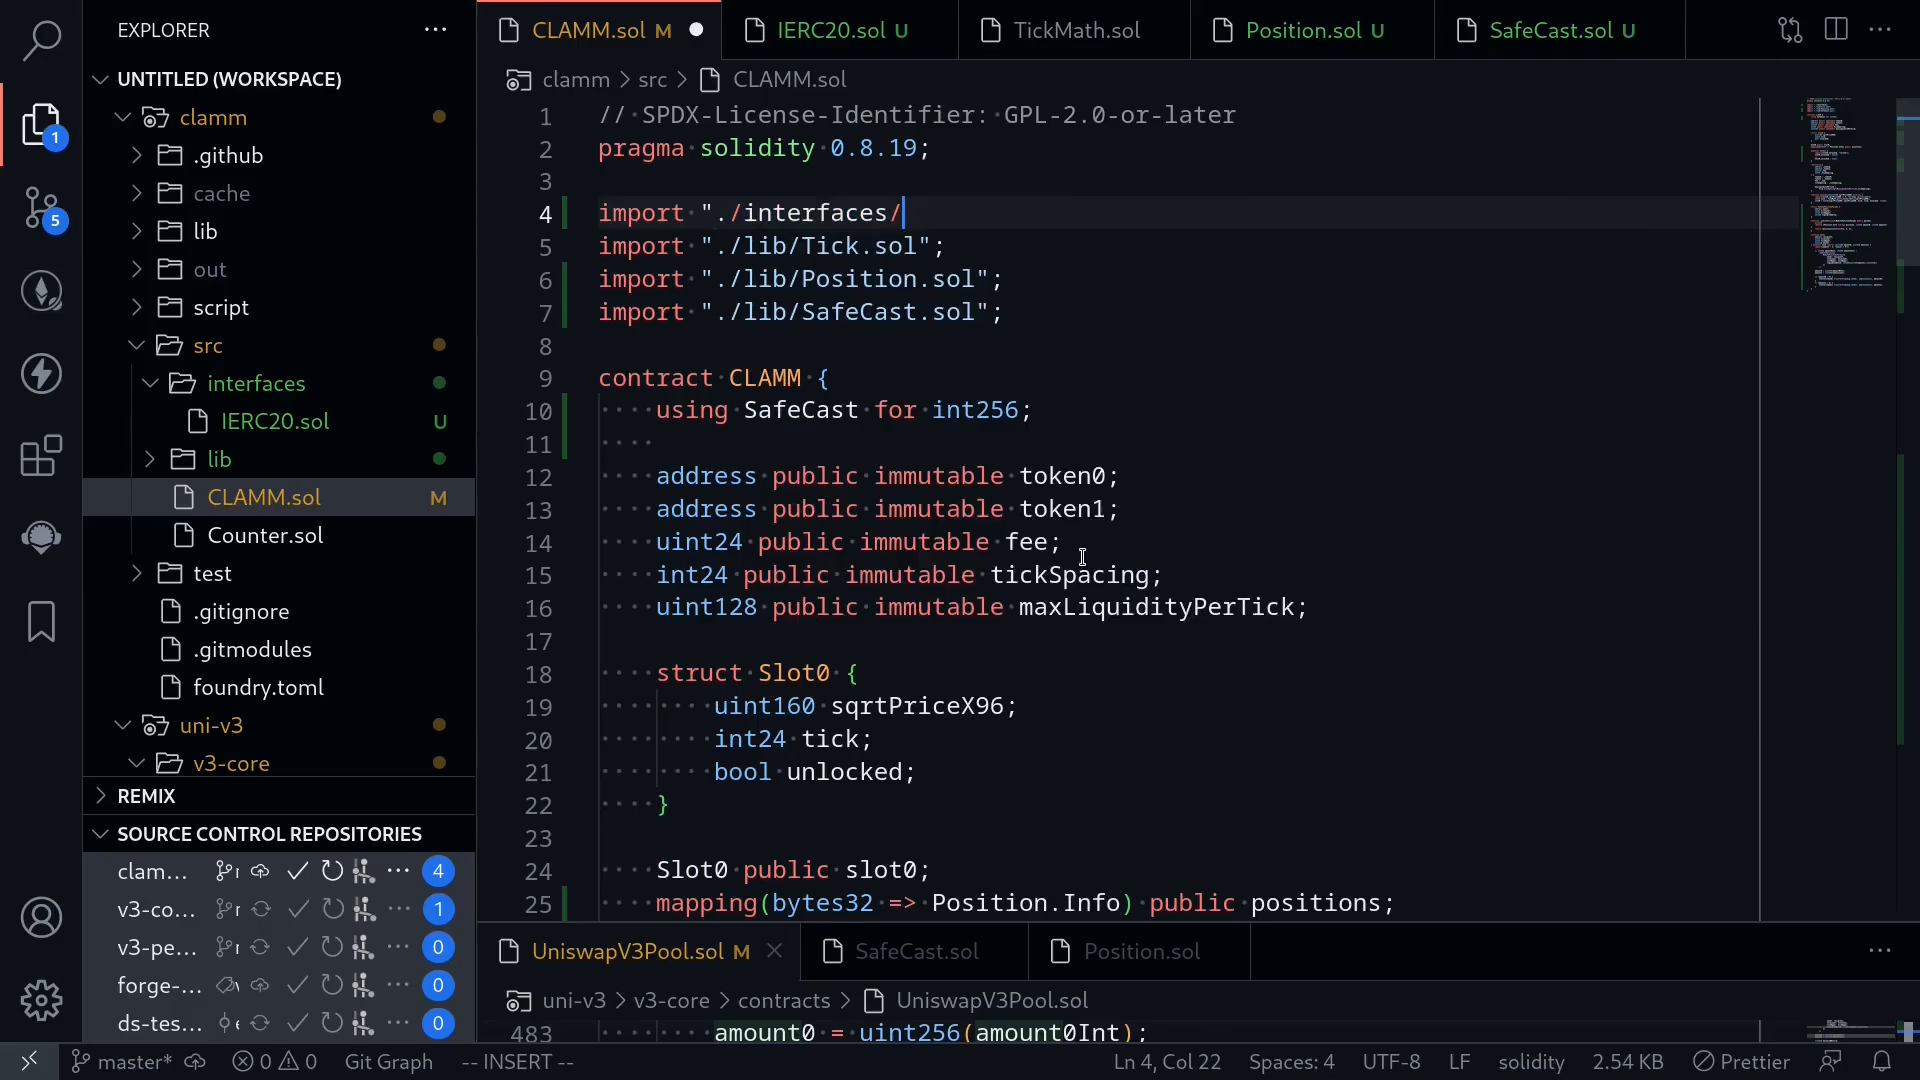 EXPLORER
UNTITLED (WORKSPACE)
clamm
.github
cache
lib
out
script
src
interfaces
IERC20.sol U
lib
CLAMM.sol M
Counter.sol
test
.gitignore
.gitmodules
foundry.toml
uni-v3
v3-core
REMIX
SOURCE CONTROL REPOSITORIES
clam... 4
v3-co... 1
v3-pe... 0
forge-... 0
ds-tes... 0
1
5
CLAMM.sol M IERC20.sol U TickMath.sol Position.sol U SafeCast.sol U
clamm > src > CLAMM.sol
1 // SPDX-License-Identifier: GPL-2.0-or-later
2 pragma solidity 0.8.19;
3
4 import "./interfaces/
5 import "./lib/Tick.sol";
6 import "./lib/Position.sol";
7 import "./lib/SafeCast.sol";
8
9 contract CLAMM {
10 using SafeCast for int256;
11
12 address public immutable token0;
13 address public immutable token1;
14 uint24 public immutable fee;
15 int24 public immutable tickSpacing;
16 uint128 public immutable maxLiquidityPerTick;
17
18 struct Slot0 {
19 uint160 sqrtPriceX96;
20 int24 tick;
21 bool unlocked;
22 }
23
24 Slot0 public slot0;
25 mapping(bytes32 => Position.Info) public positions;
UniswapV3Pool.sol M SafeCast.sol Position.sol
uni-v3 > v3-core > contracts > UniswapV3Pool.sol
483 amount0 = uint256(amount0Int);
master* 0 0 Git Graph -- INSERT -- Ln 4, Col 22 Spaces: 4 UTF-8 LF solidity 2.54 KB Prettier